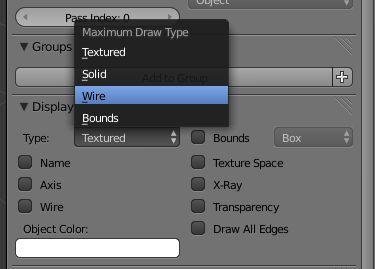 Object
Pass Index: 0
Maximum Draw Type
Textured
Groups
Solid
Add to Group
Wire
Display
Bounds
Type: Textured Bounds Box
Name Texture Space
Axis X-Ray
Wire Transparency
Object Color: Draw All Edges